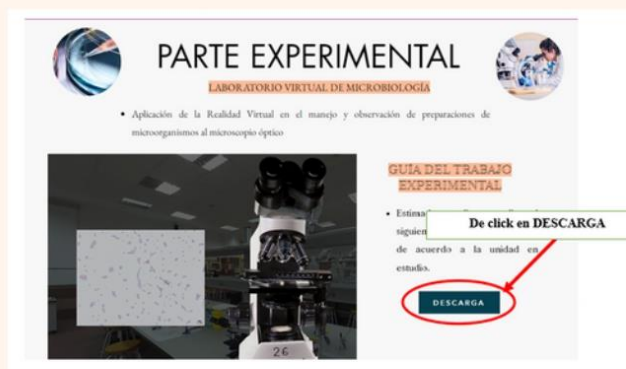 PARTE EXPERIMENTAL
LABORATORIO VIRTUAL DE MICROBIOLOGÍA
• Aplicación de la Realidad Virtual en el manejo y observación de preparaciones de
microorganismos al microscopio óptico
GUÍA DEL TRABAJO
EXPERIMENTAL
De click en DESCARGA
de acuerdo a la unidad en
estudio.
DESCARGA
26